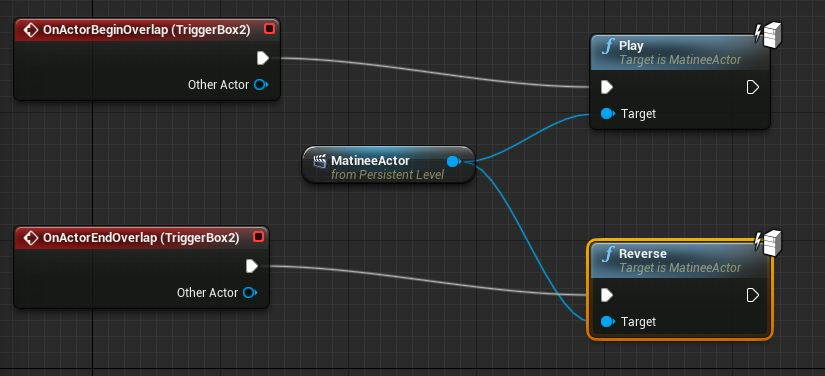 OnActorBeginOverlap (TriggerBox2)
Other Actor
f Play
Target is MatineeActor
Target
MatineeActor
from Persistent Level
OnActorEndOverlap (TriggerBox2)
Other Actor
f Reverse
Target is MatineeActor
Target